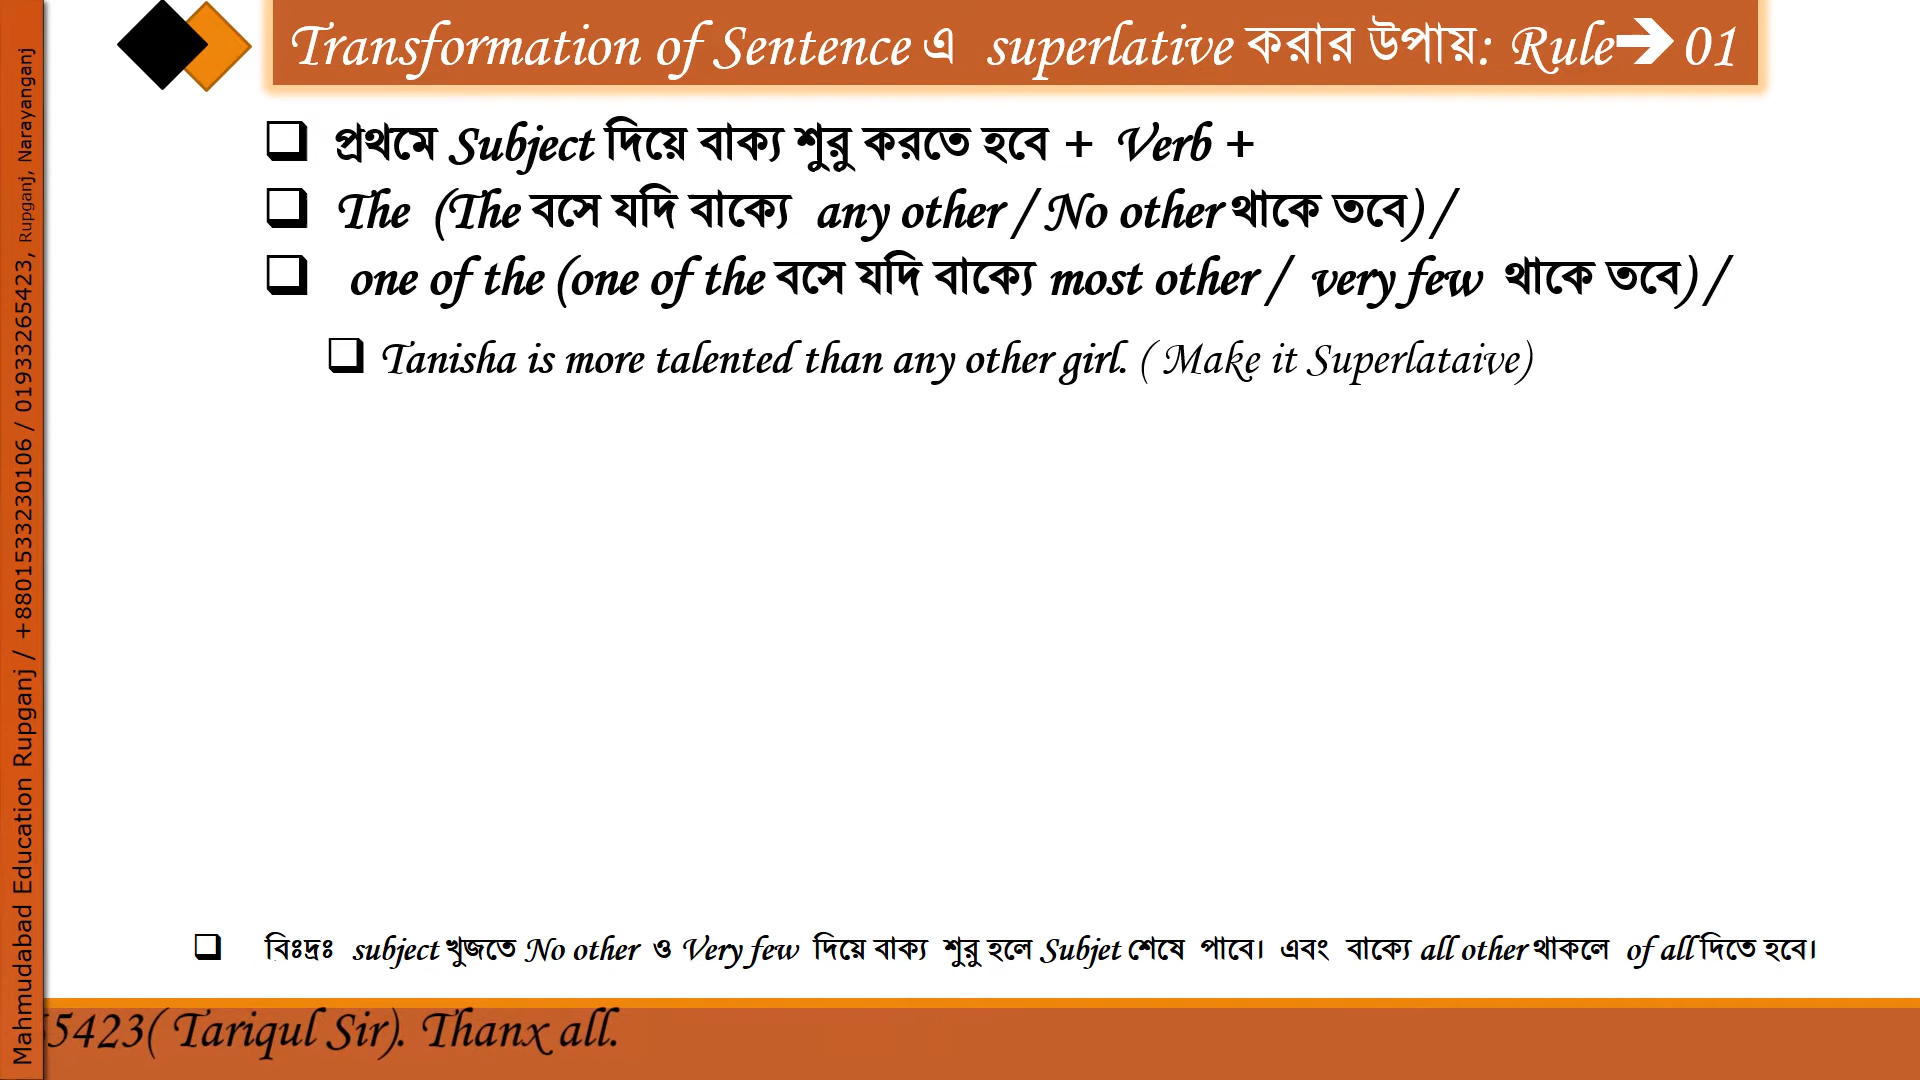 Transformation of Sentence এ superlative করার উপায়: Rule➔01
❑ প্রথমে Subject দিয়ে বাক্য শুরু করতে হবে + Verb +
❑ The (The বসে যদি বাক্যে any other / No other থাকে তবে) /
❑ one of the (one of the বসে যদি বাক্যে most other / very few থাকে তবে) /
❑ Tanisha is more talented than any other girl. ( Make it Superlataive)
❑ বিঃদ্রঃ subject খুজতে No other ও Very few দিয়ে বাক্য শুরু হলে Subjet শেষে পাবে। এবং বাক্যে all other থাকলে of all দিতে হবে।
5423( Tariqul Sir). Thanx all.
Mahmudabad Education Rupganj / +8801533230106 / 01933265423, Rupganj, Narayanganj